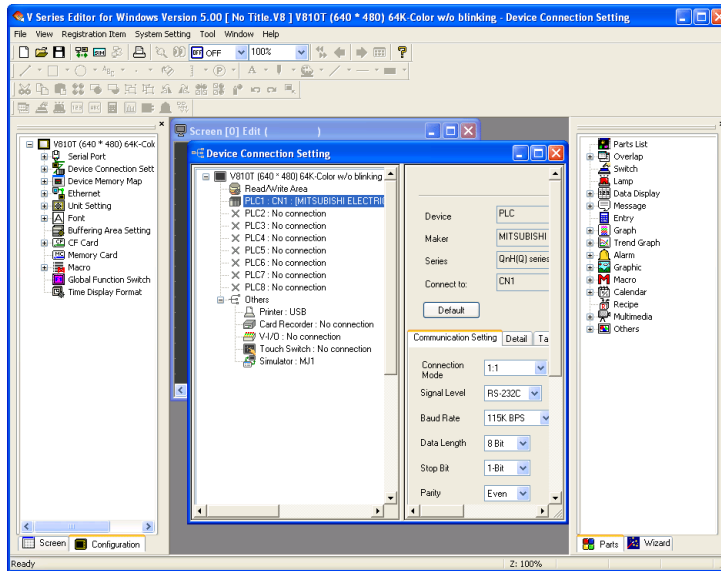 V Series Editor for Windows Version 5.00 [ No Title.V8 ] V810T (640 * 480) 64K-Color w/o blinking - Device Connection Setting
File View Registration Item System Setting Tool Window Help
OFF OFF 100%
Screen [0] Edit ( )
Device Connection Setting
V810T (640 * 480) 64K-Col
Serial Port
Device Connection Sett
Device Memory Map
Ethernet
Unit Setting
Font
Buffering Area Setting
CF Card
Memory Card
Macro
Global Function Switch
Time Display Format
Screen Configuration
V810T (640 * 480) 64K-Color w/o blinking
Read/Write Area
PLC1 : CN1 : [MITSUBISHI ELECTRIC
PLC2 : No connection
PLC3 : No connection
PLC4 : No connection
PLC5 : No connection
PLC6 : No connection
PLC7 : No connection
PLC8 : No connection
Others
Printer : USB
Card Recorder : No connection
V-I/O : No connection
Touch Switch : No connection
Simulator : MJ1
Device PLC
Maker MITSUBISHI
Series QnH(Q) series
Connect to: CN1
Default
Communication Setting Detail Ta
Connection Mode 1:1
Signal Level RS-232C
Baud Rate 115K BPS
Data Length 8 Bit
Stop Bit 1-Bit
Parity Even
Parts List
Overlap
Switch
Lamp
Data Display
Message
Entry
Graph
Trend Graph
Alarm
Graphic
Macro
Calendar
Recipe
Multimedia
Others
Parts Wizard
Ready Z: 100%